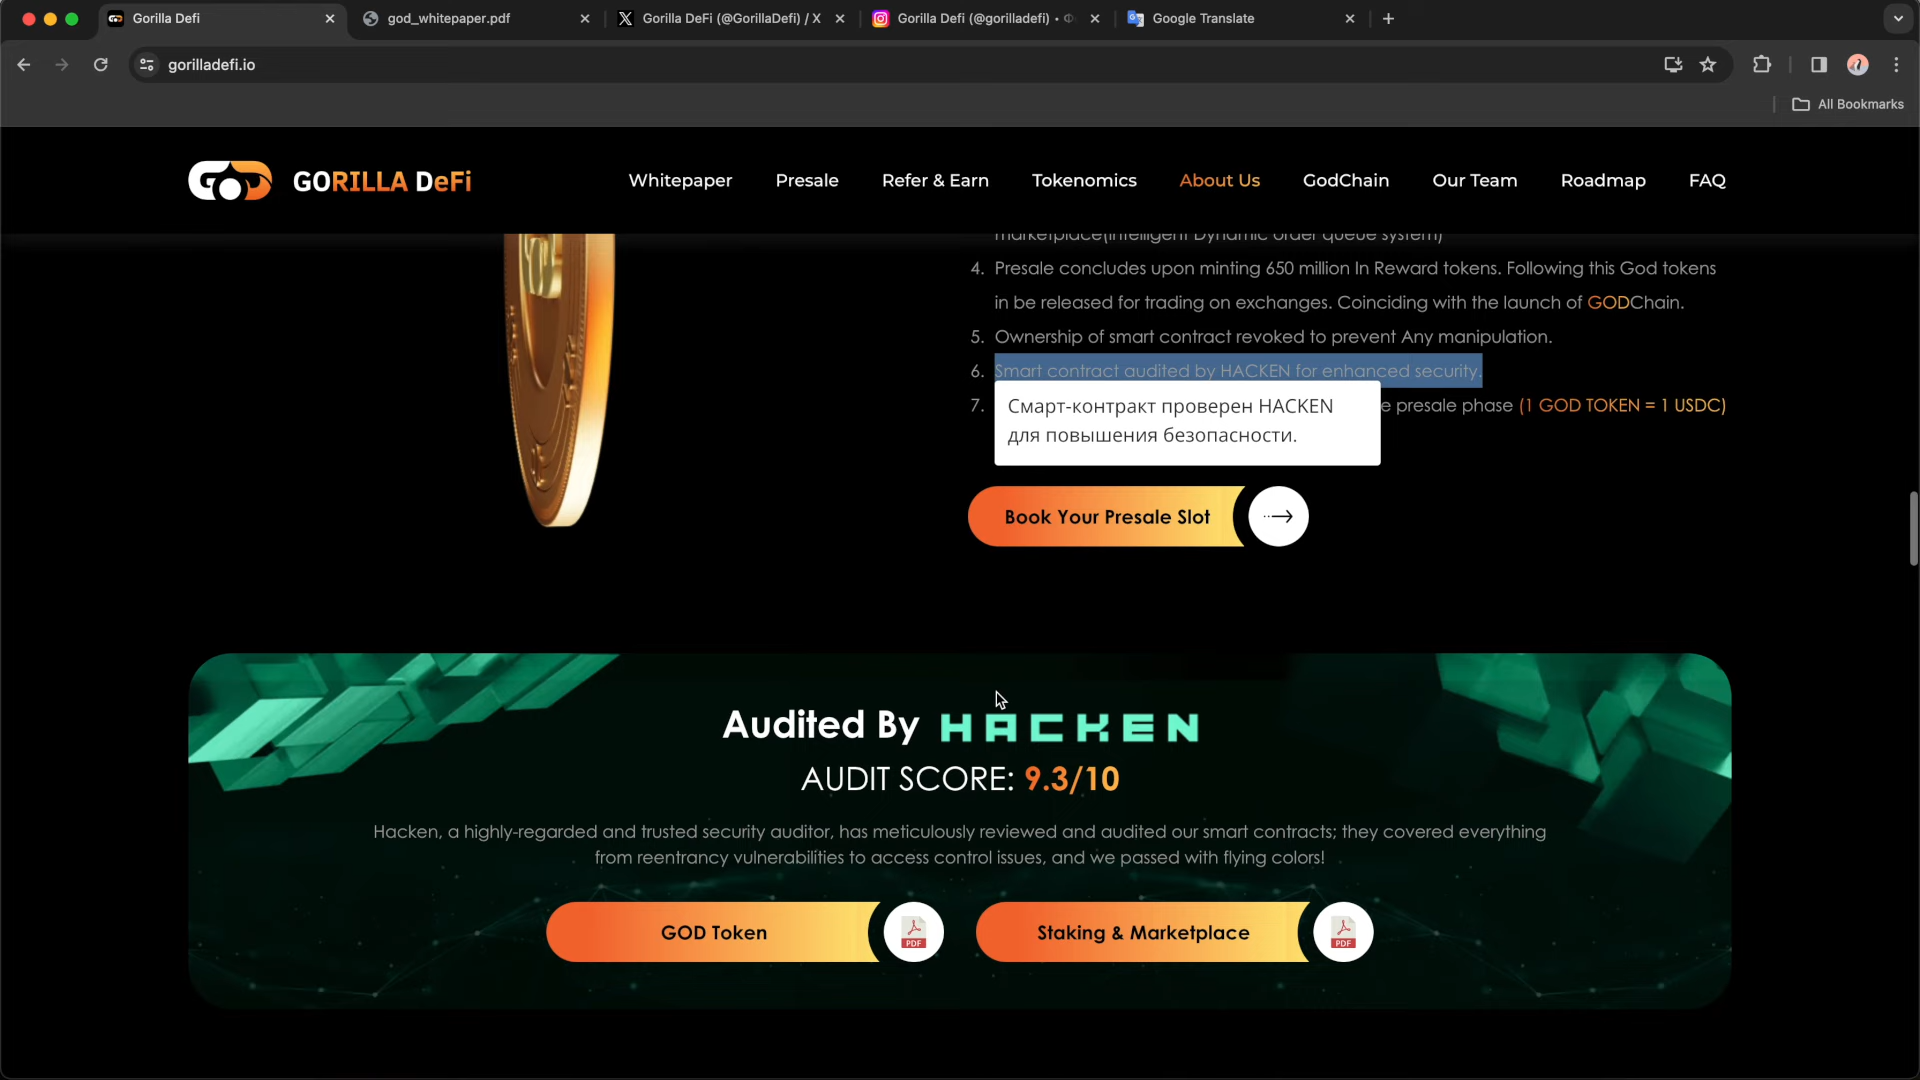 Gorilla Defi
god_whitepaper.pdf
Gorilla DeFi (@GorillaDefi) / X
Gorilla Defi (@gorilladefi) •
Google Translate
gorilladefi.io
All Bookmarks
GOD
GORILLA DeFi
Whitepaper
Presale
Refer & Earn
Tokenomics
About Us
GodChain
Our Team
Roadmap
FAQ
marketplace(Intelligent Dynamic order queue system)
4. Presale concludes upon minting 650 million In Reward tokens. Following this God tokens
in be released for trading on exchanges. Coinciding with the launch of GODChain.
5. Ownership of smart contract revoked to prevent Any manipulation.
6. Smart contract audited by HACKEN for enhanced security.
7. e presale phase (1 GOD TOKEN = 1 USDC)
Смарт-контракт проверен HACKEN
для повышения безопасности.
Book Your Presale Slot
Audited By HACKEN
AUDIT SCORE: 9.3/10
Hacken, a highly-regarded and trusted security auditor, has meticulously reviewed and audited our smart contracts; they covered everything
from reentrancy vulnerabilities to access control issues, and we passed with flying colors!
GOD Token
PDF
Staking & Marketplace
PDF